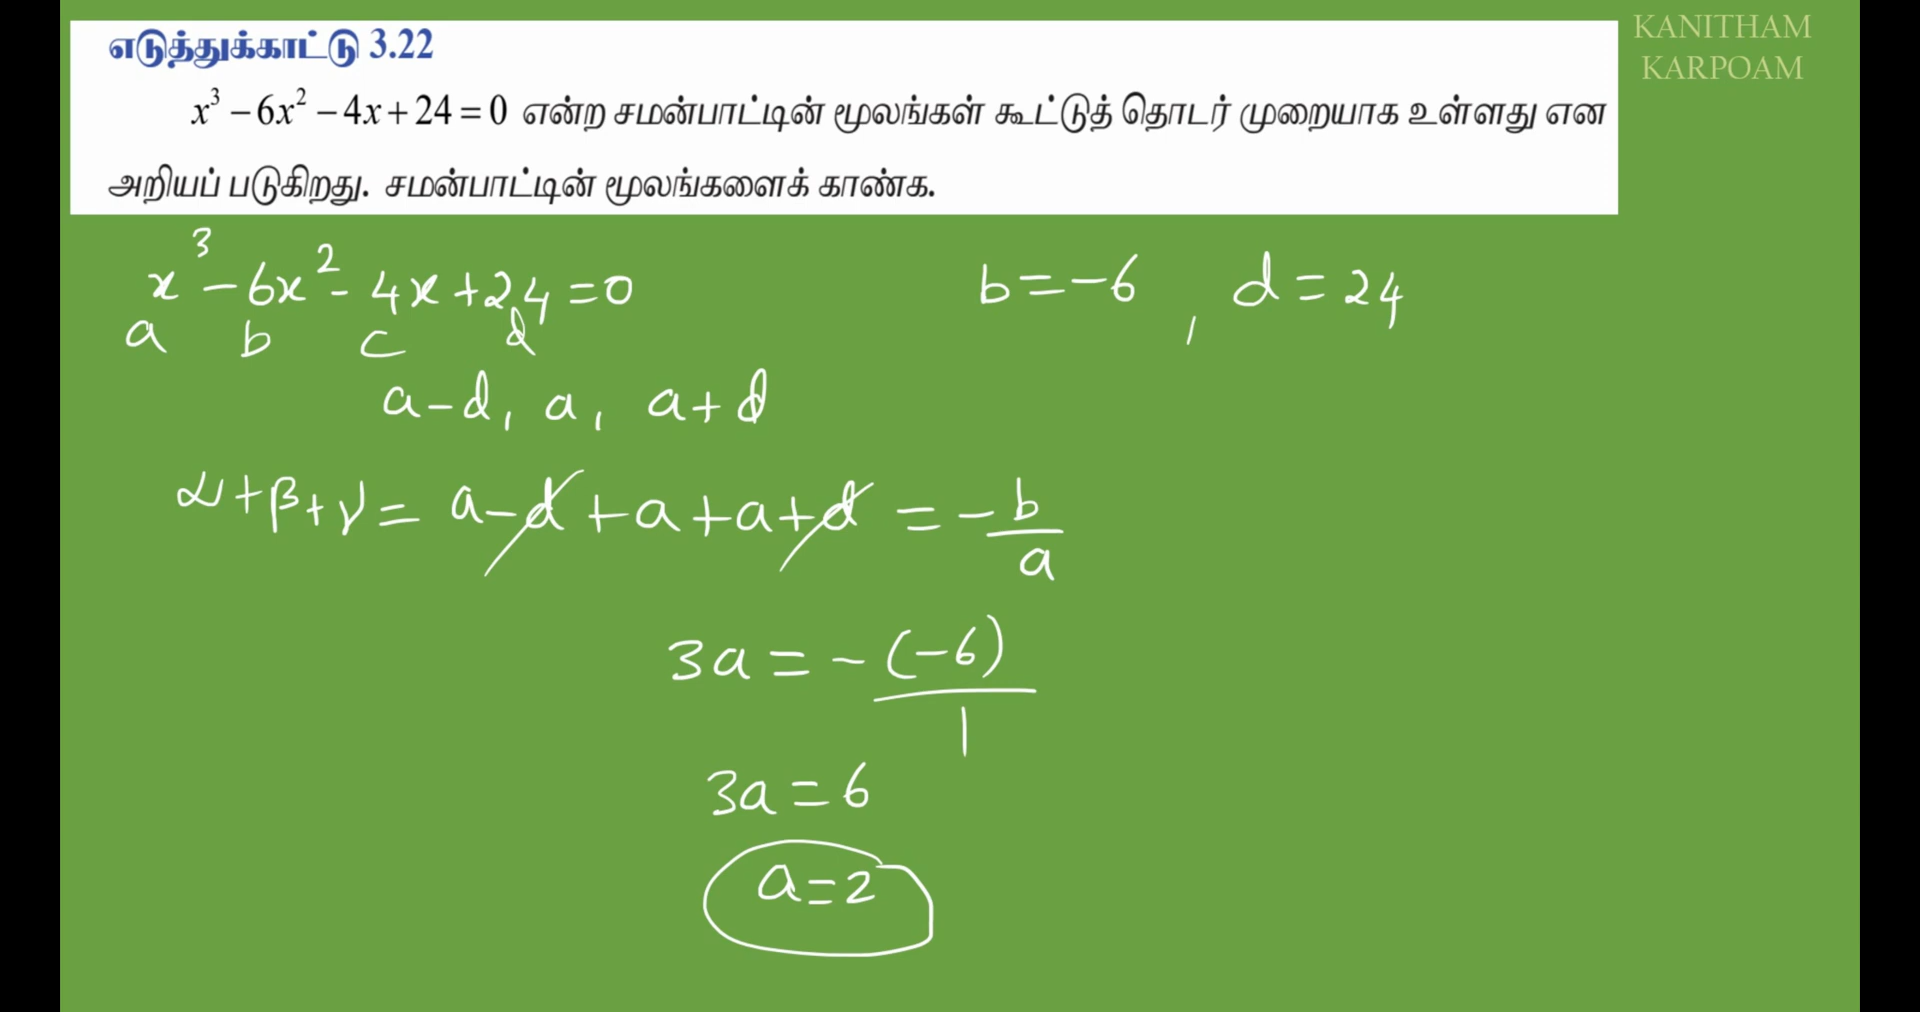 எடுத்துக்காட்டு 3.22
x³ − 6x² − 4x + 24 = 0 என்ற சமன்பாட்டின் மூலங்கள் கூட்டுத் தொடர் முறையாக உள்ளது என
அறியப் படுகிறது. சமன்பாட்டின் மூலங்களைக் காண்க.
KANITHAM
KARPOAM
x³ - 6x² - 4x + 24 = 0
a b c d
b = -6 , d = 24
a-d, a, a+d
α+β+γ = a-d + a + a+d = -b/a
3a = -(-6)/1
3a = 6
a = 2